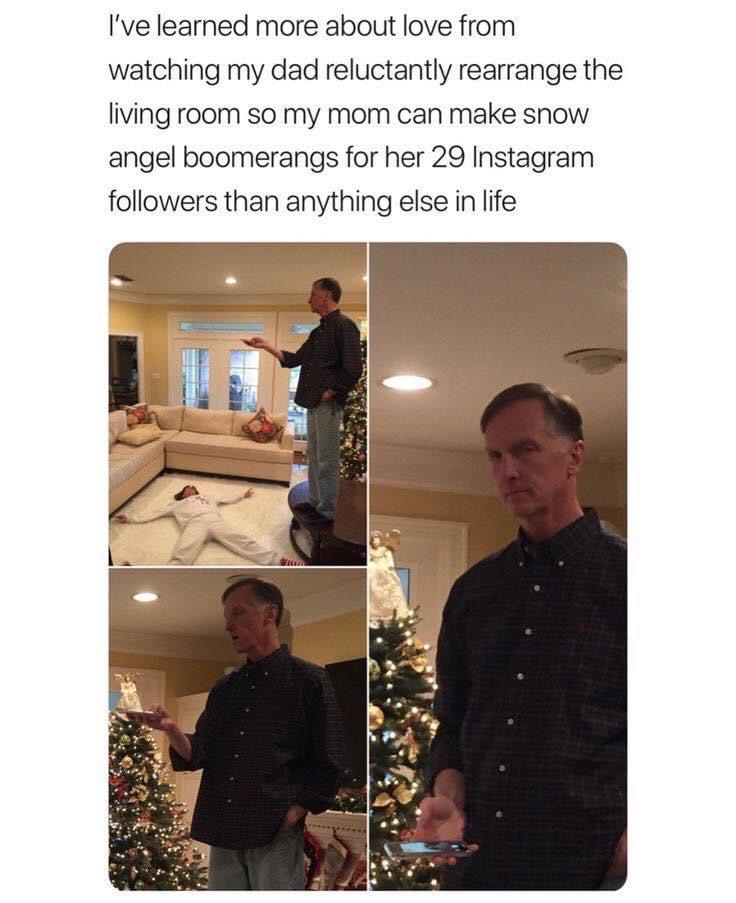 I've learned more about love from
watching my dad reluctantly rearrange the
living room so my mom can make snow
angel boomerangs for her 29 Instagram
followers than anything else in life